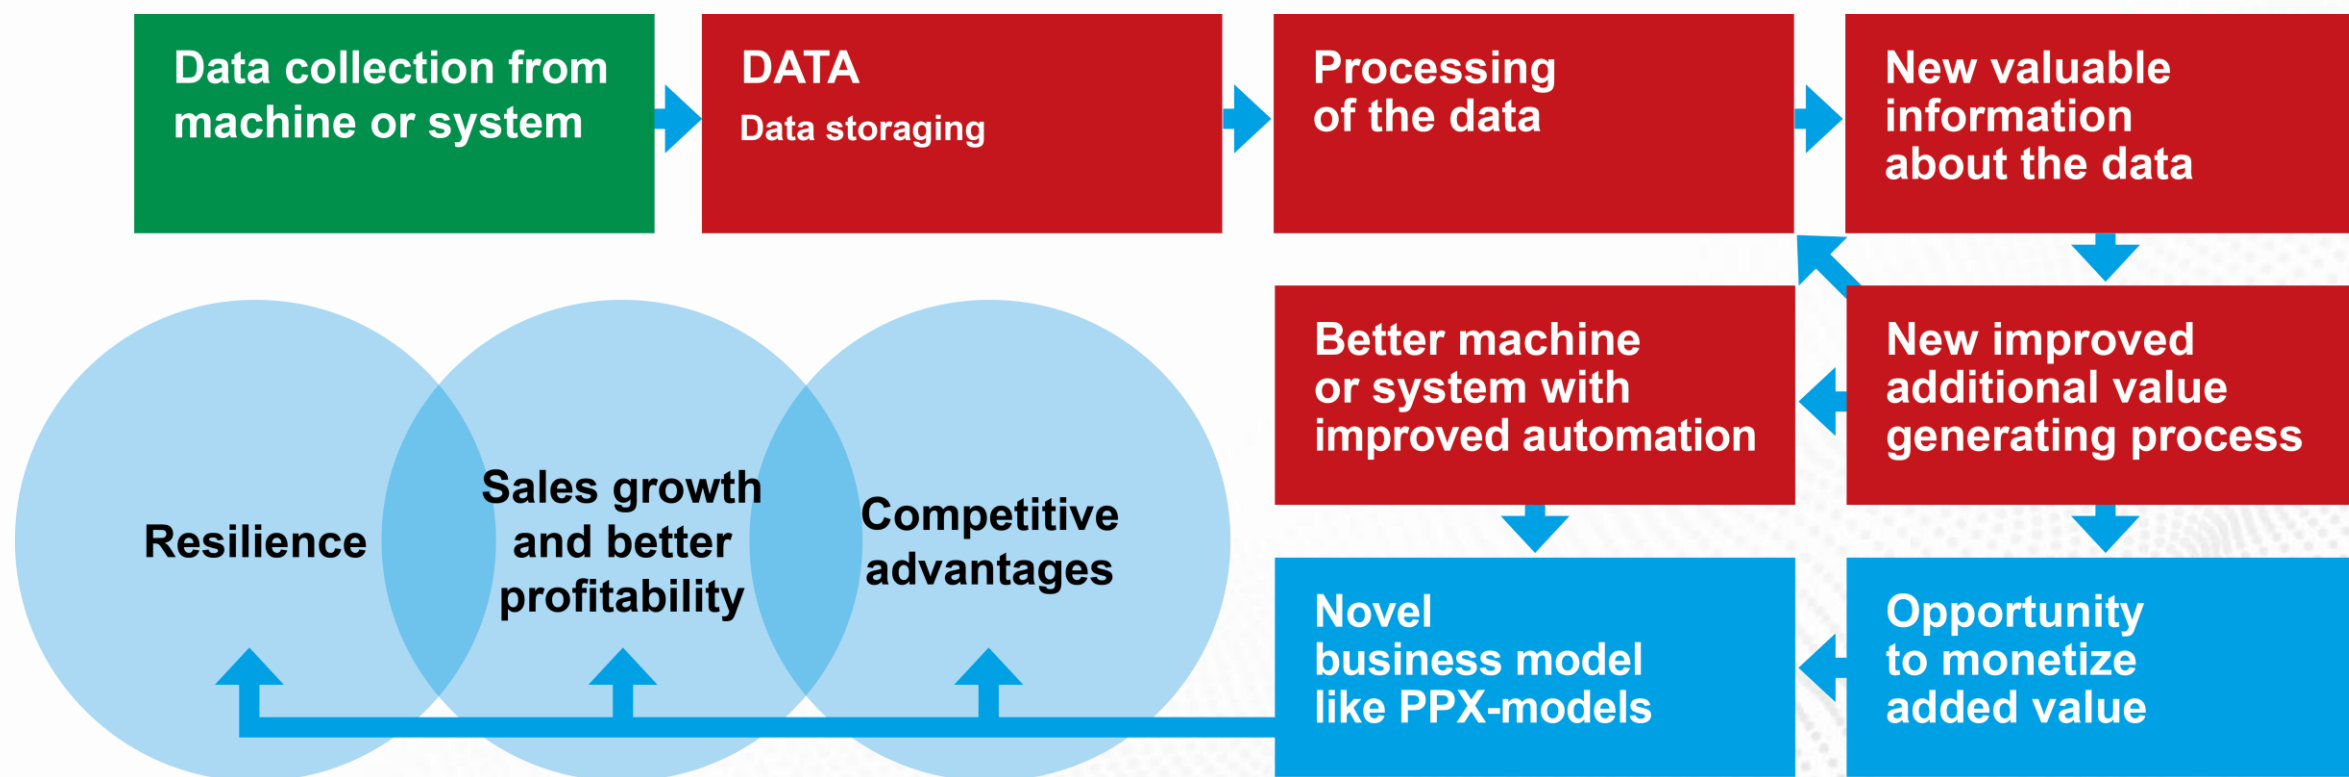 Data collection from
machine or system
DATA
Data storaging
Processing
of the data
New valuable
information
about the data
Better machine
or system with
improved automation
New improved
additional value
generating process
Resilience
Sales growth
and better
profitability
Competitive
advantages
Novel
business model
like PPX-models
Opportunity
to monetize
added value